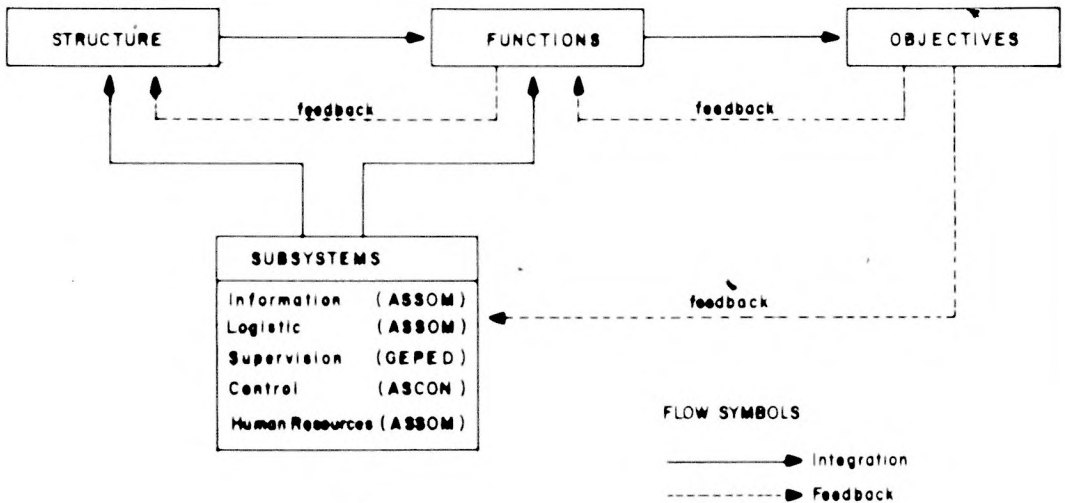 STRUCTURE
FUNCTIONS
OBJECTIVES
feedback
feedback
SUBSYSTEMS
Information (ASSOM)
Logistic (ASSOM)
Supervision (GEPED)
Control (ASCON)
Human Resources (ASSOM)
feedback
FLOW SYMBOLS
Integration
Feedback